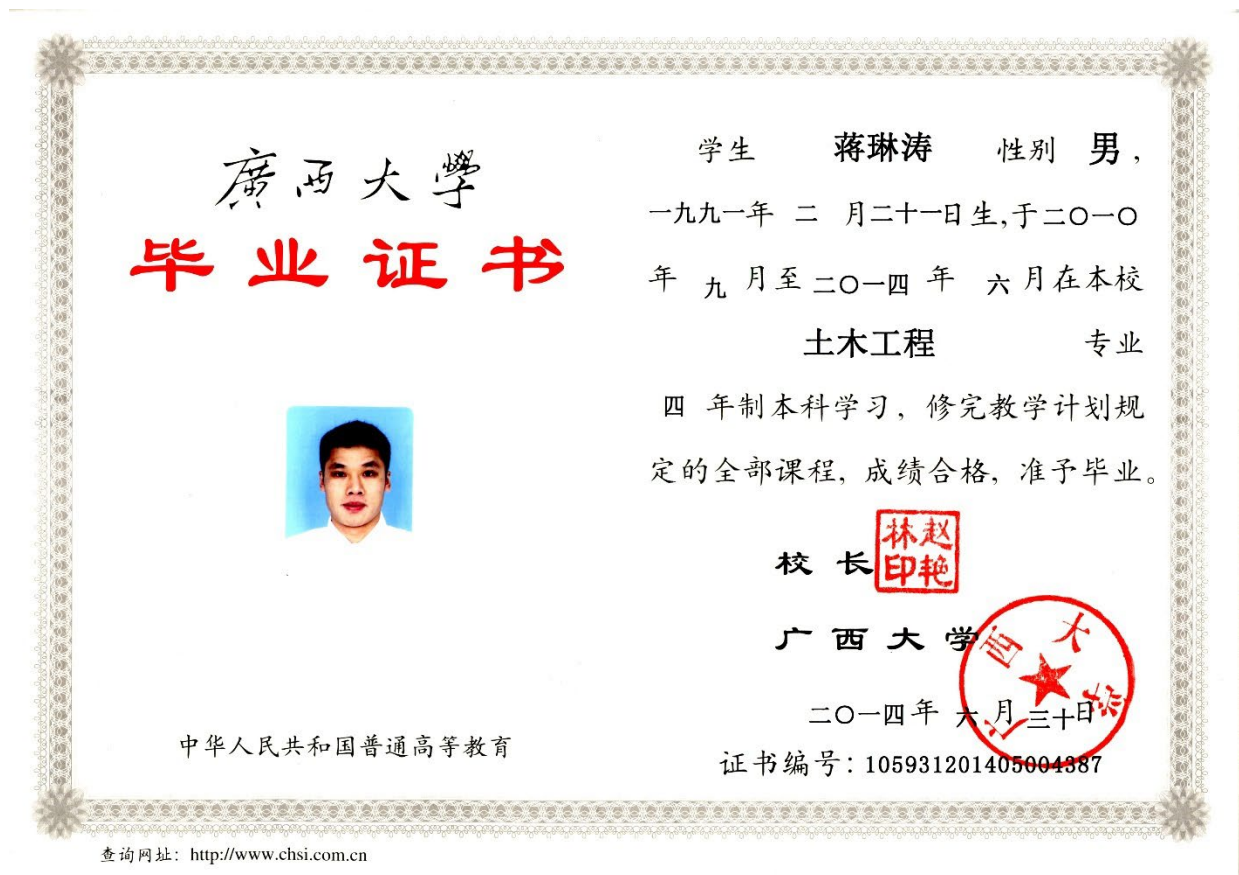 廣西大學
毕业证书
中华人民共和国普通高等教育
学生 蒋琳涛 性别 男，
一九九一年 二 月二十一日生,于二〇一〇
年 九 月至 二〇一四 年 六 月在本校
土木工程 专业
四 年制本科学习，修完教学计划规
定的全部课程，成绩合格，准予毕业。
校 长
赵艳
林印
广西大学
广西大学
二〇一四年 六 月 三十日
证书编号：105931201405004387
查询网址：http://www.chsi.com.cn